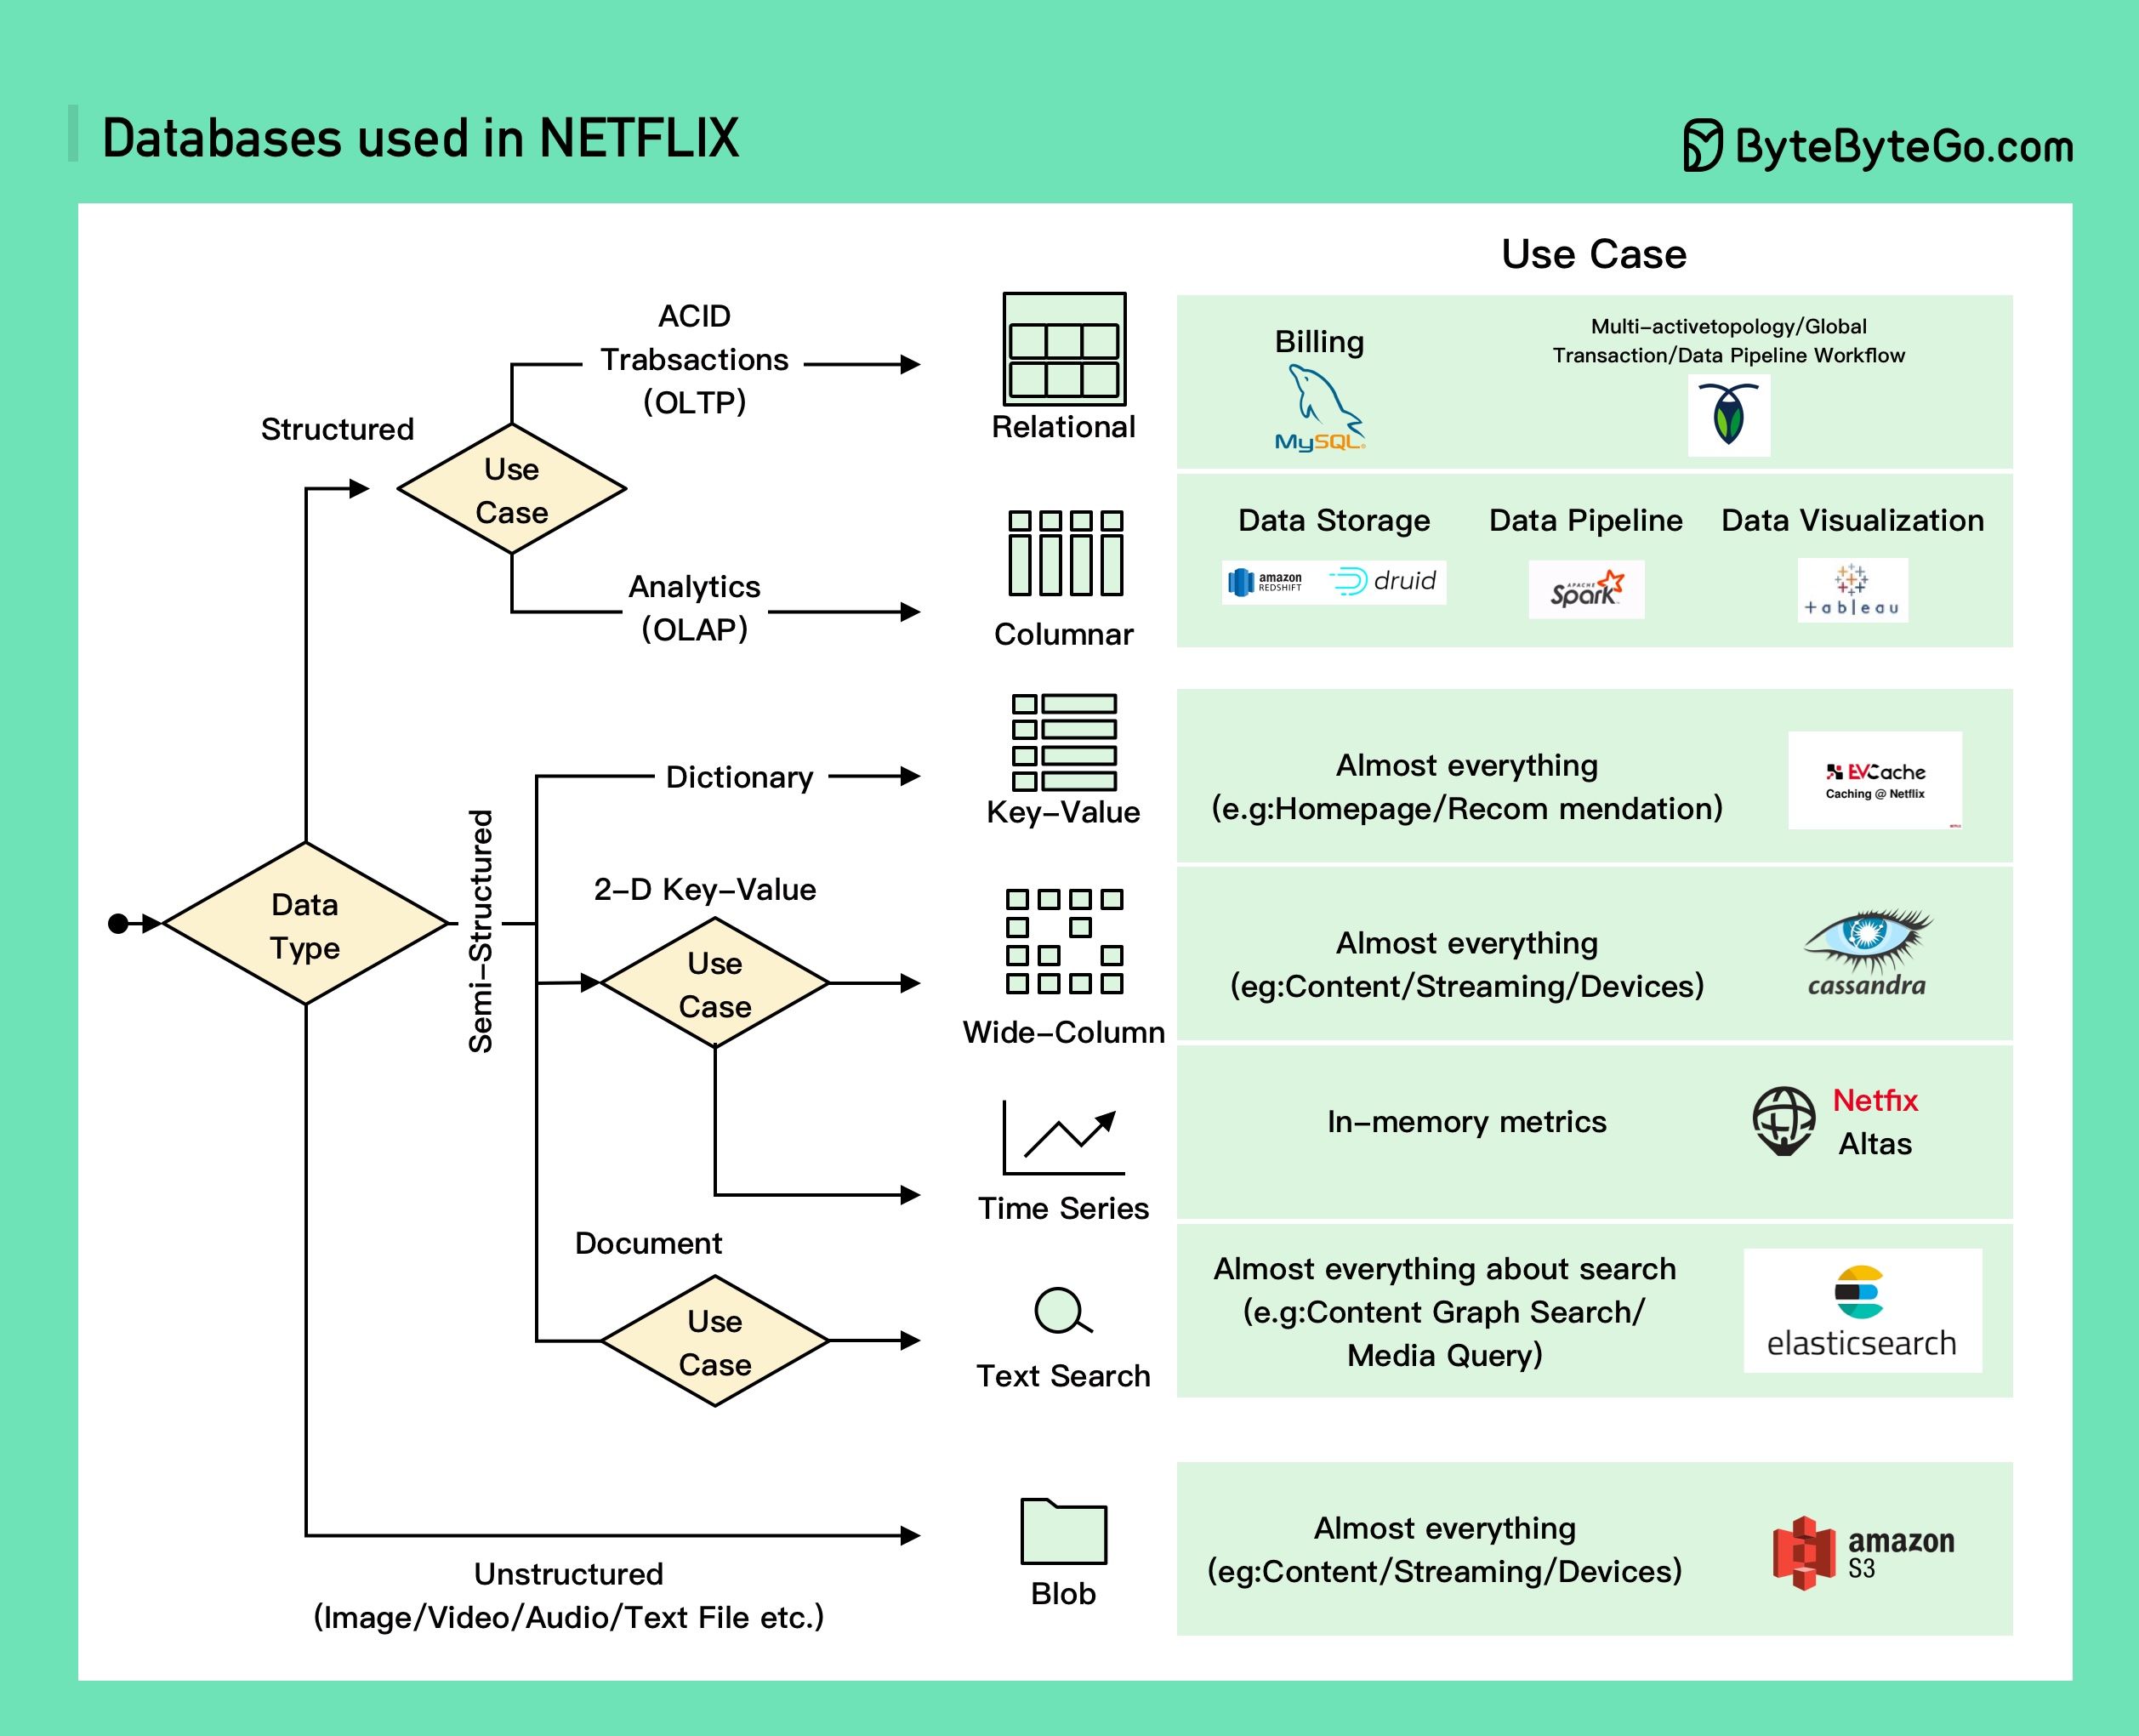 Databases used in NETFLIX
ByteByteGo.com
Use Case
ACID
Trabsactions
(OLTP)
Structured
Use
Case
Analytics
(OLAP)
Relational
Billing
MySQL
Multi-activetopology/Global
Transaction/Data Pipeline Workflow
Columnar
Data Storage
Data Pipeline
Data Visualization
amazon
REDSHIFT
druid
APACHE
Spark
tableau
Data
Type
Semi-Structured
Dictionary
Key-Value
Almost everything
(e.g:Homepage/Recom mendation)
EVCache
Caching @ Netflix
2-D Key-Value
Use
Case
Wide-Column
Almost everything
(eg:Content/Streaming/Devices)
cassandra
Time Series
In-memory metrics
Netfix
Altas
Document
Use
Case
Text Search
Almost everything about search
(e.g:Content Graph Search/
Media Query)
elasticsearch
Unstructured
(Image/Video/Audio/Text File etc.)
Blob
Almost everything
(eg:Content/Streaming/Devices)
amazon
S3